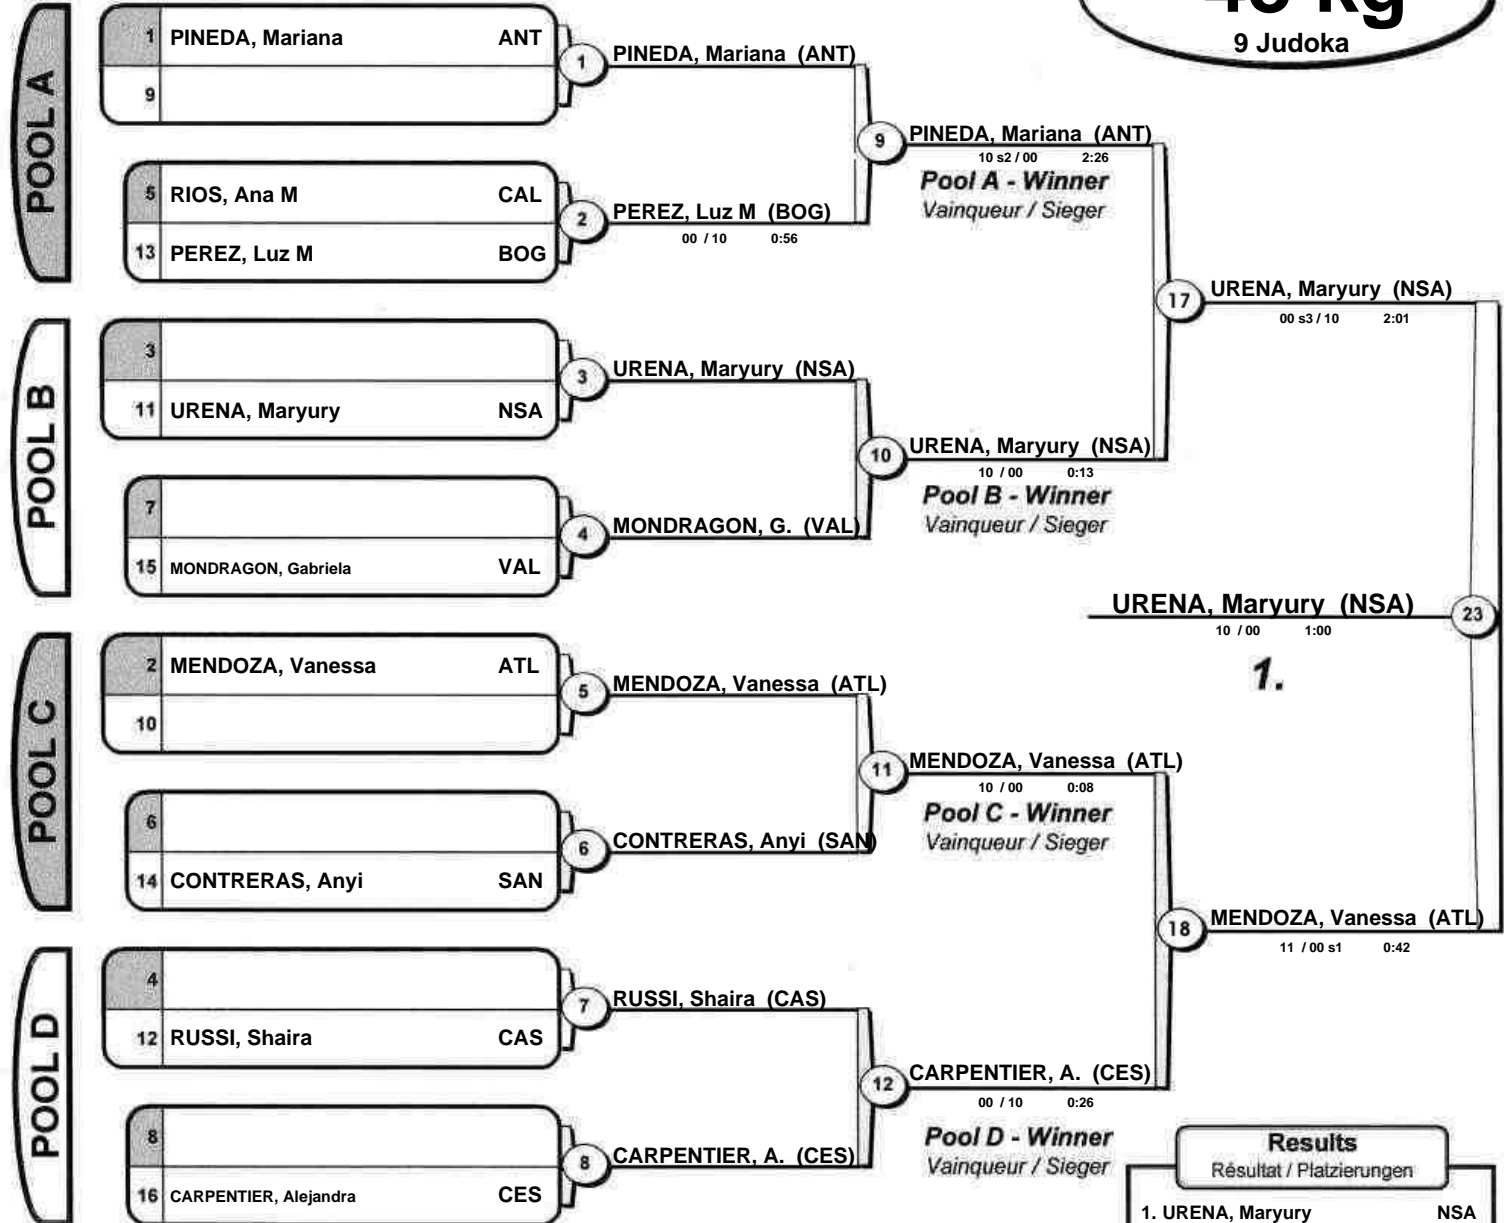 9 Judoka
POOL A
1 PINEDA, Mariana ANT
9
1 PINEDA, Mariana (ANT)
5 RIOS, Ana M CAL
13 PEREZ, Luz M BOG
2 PEREZ, Luz M (BOG)
00 / 10 0:56
9 PINEDA, Mariana (ANT)
10 s2 / 00 2:26
Pool A - Winner
Vainqueur / Sieger
POOL B
3
11 URENA, Maryury NSA
3 URENA, Maryury (NSA)
7
15 MONDRAGON, Gabriela VAL
4 MONDRAGON, G. (VAL)
10 URENA, Maryury (NSA)
10 / 00 0:13
Pool B - Winner
Vainqueur / Sieger
17 URENA, Maryury (NSA)
00 s3 / 10 2:01
URENA, Maryury (NSA) 23
10 / 00 1:00
1.
POOL C
2 MENDOZA, Vanessa ATL
10
5 MENDOZA, Vanessa (ATL)
6
14 CONTRERAS, Anyi SAN
6 CONTRERAS, Anyi (SAN)
11 MENDOZA, Vanessa (ATL)
10 / 00 0:08
Pool C - Winner
Vainqueur / Sieger
18 MENDOZA, Vanessa (ATL)
11 / 00 s1 0:42
POOL D
4
12 RUSSI, Shaira CAS
7 RUSSI, Shaira (CAS)
8
16 CARPENTIER, Alejandra CES
8 CARPENTIER, A. (CES)
12 CARPENTIER, A. (CES)
00 / 10 0:26
Pool D - Winner
Vainqueur / Sieger
Results
Résultat / Platzierungen
1. URENA, Maryury NSA